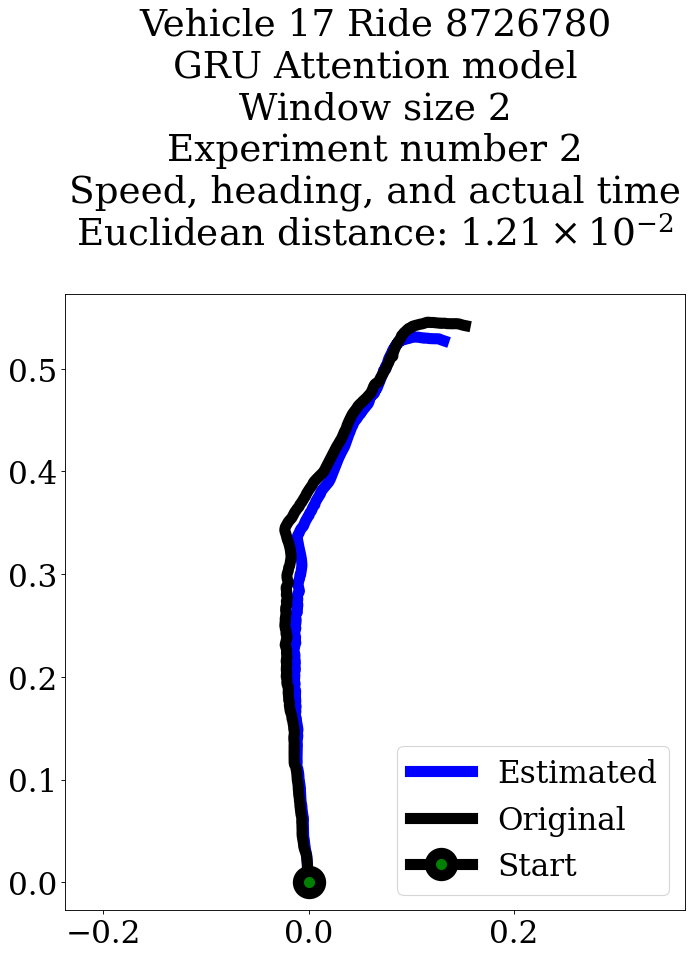 Vehicle 17 Ride 8726780
GRU Attention model
Window size 2
Experiment number 2
Speed, heading, and actual time
Euclidean distance: 1.21 × 10⁻²
0.5
0.4
0.3
0.2
0.1
0.0
−0.2
0.0
0.2
Estimated
Original
Start